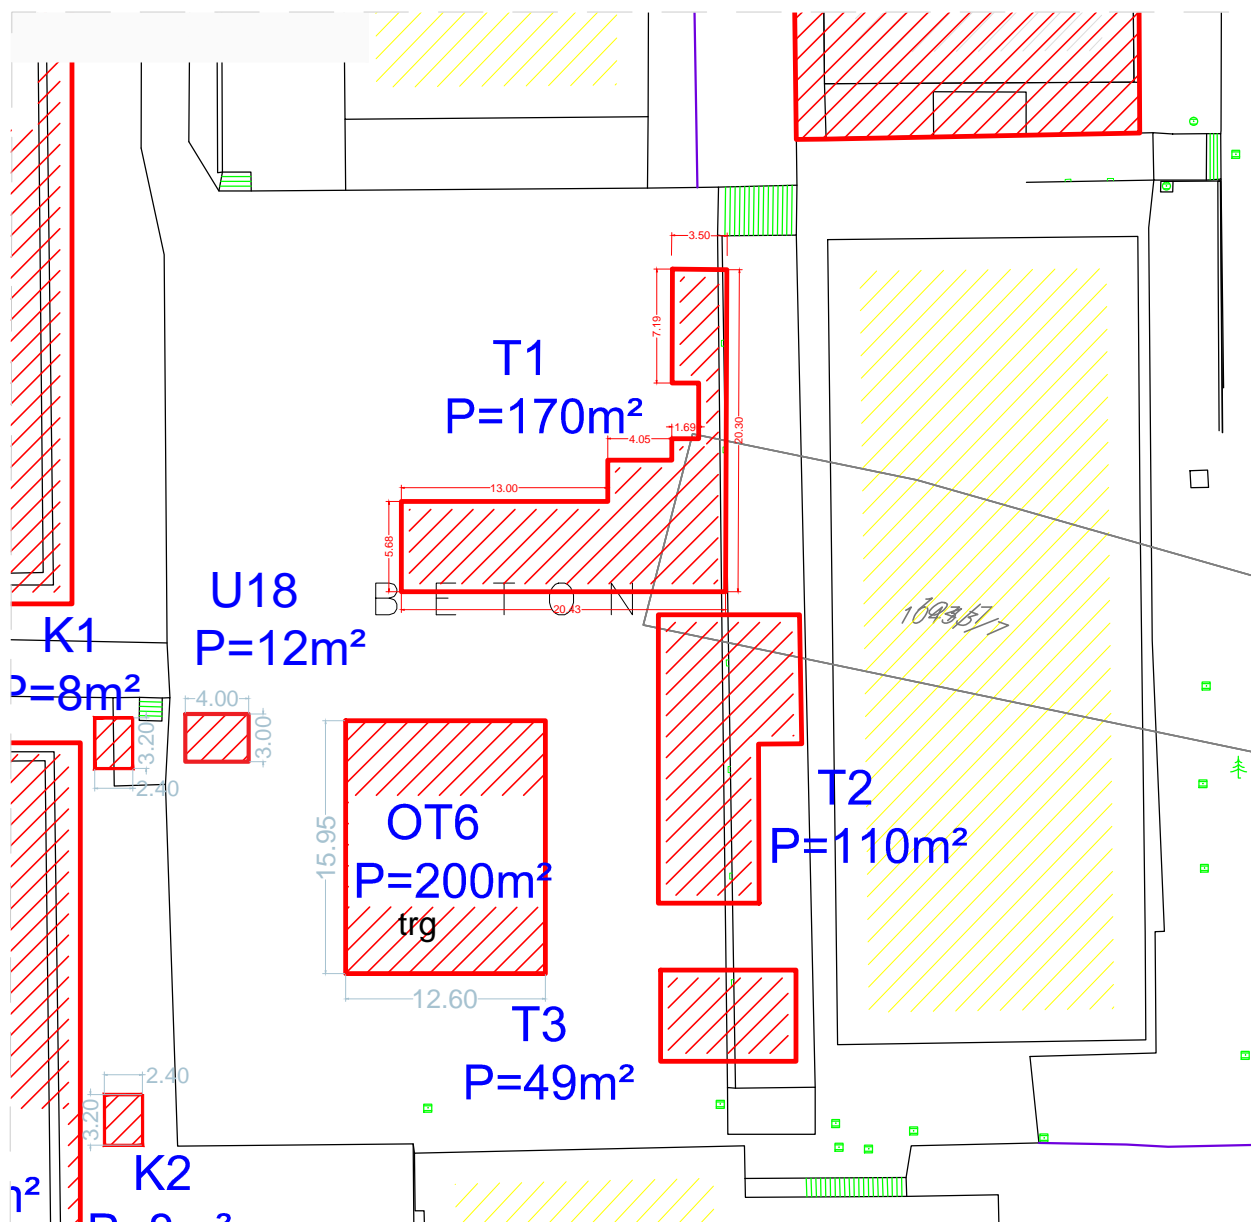 3.50
7.19
T1
P=170m²
20.30
1.69
4.05
13.00
5.68
U18
P=12m²
BETON
20.43
K1
P=8m²
4.00
3.20
3.00
2.40
T2
P=110m²
OT6
P=200m²
trg
15.95
12.60
T3
P=49m²
2.40
3.20
K2
m²